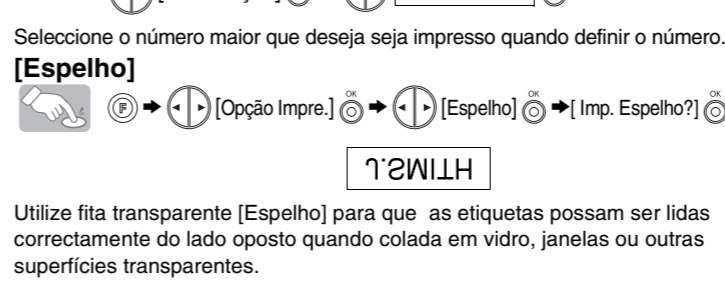 Seleccione o número maior que deseja seja impresso quando definir o número.
[Espelho]
F [Opção Impre.] OK [Espelho] OK [ Imp. Espelho?] OK
J.SMITH
Utilize fita transparente [Espelho] para que as etiquetas possam ser lidas
correctamente do lado oposto quando colada em vidro, janelas ou outras
superfícies transparentes.